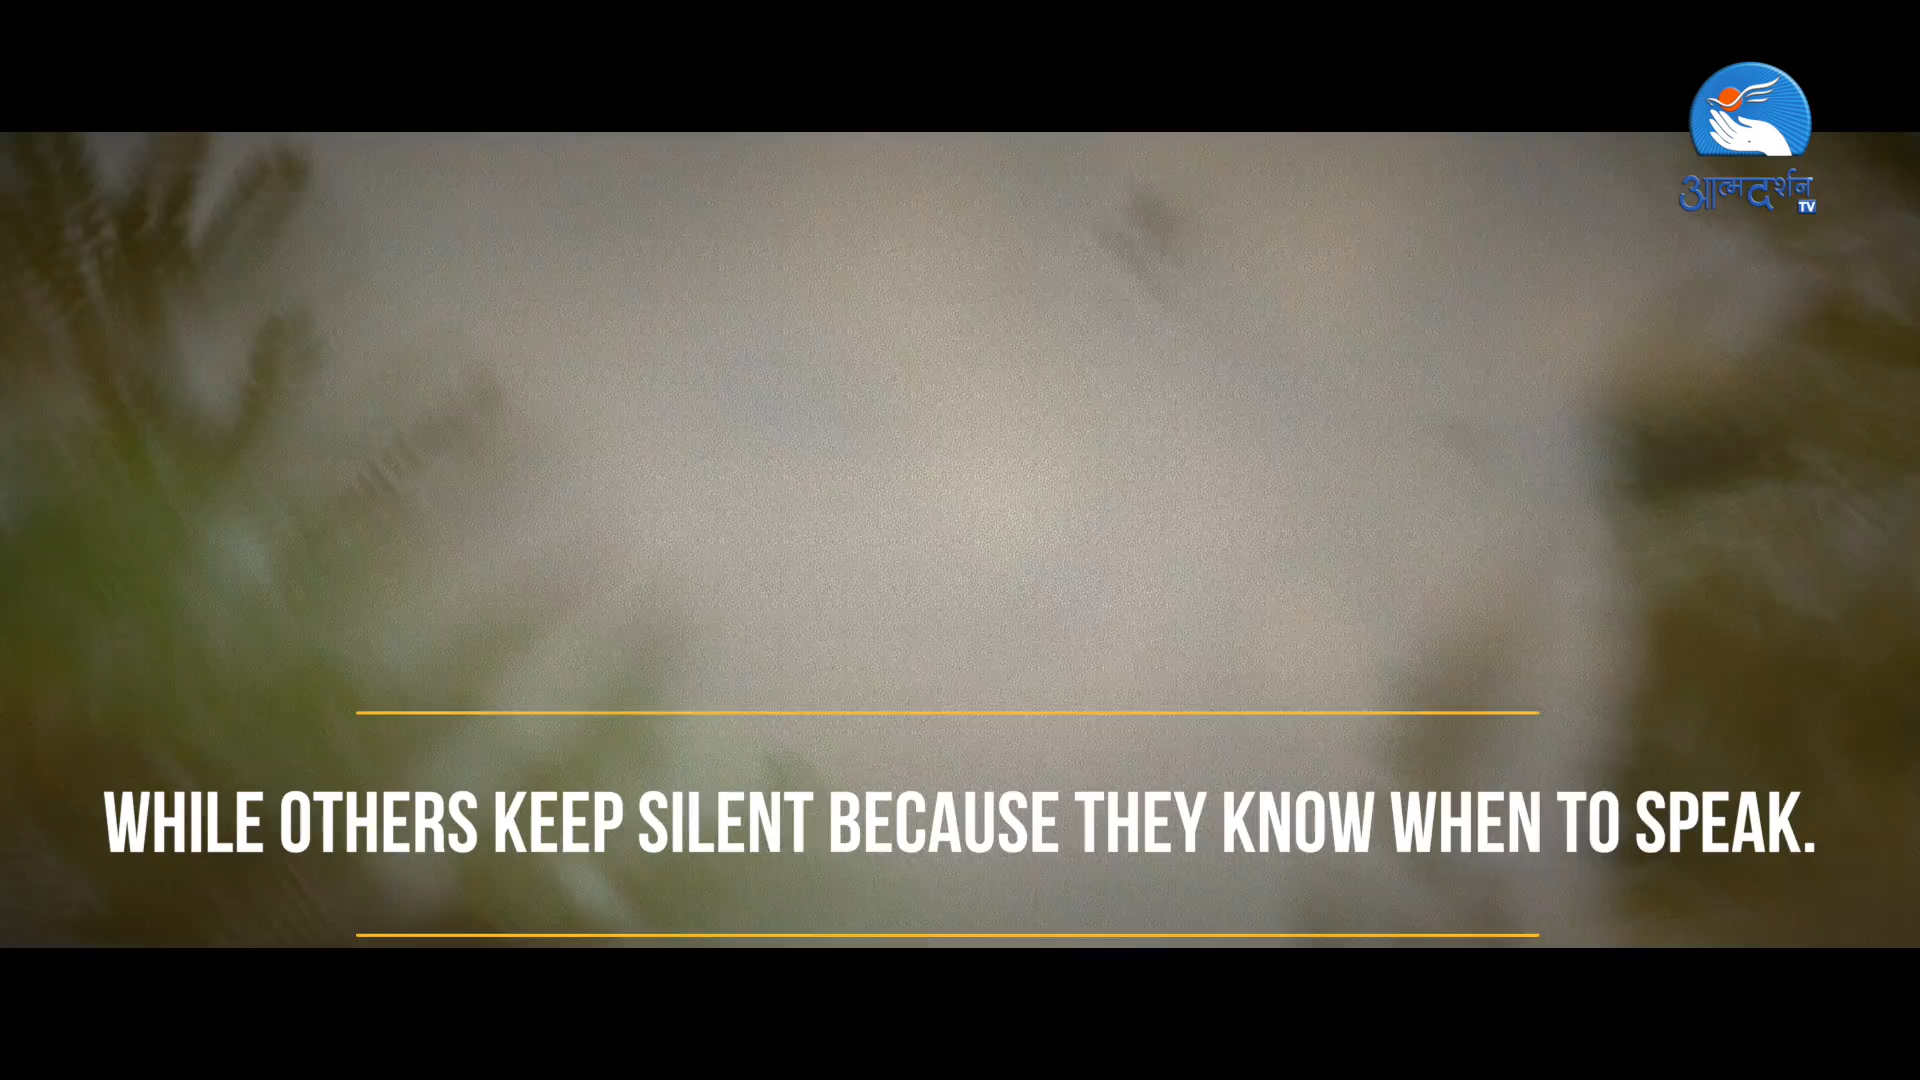 आत्मदर्शन
TV
WHILE OTHERS KEEP SILENT BECAUSE THEY KNOW WHEN TO SPEAK.